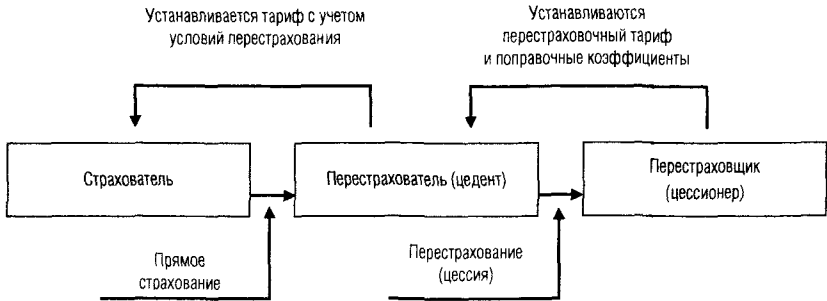 Устанавливается тариф с учетом
условий перестрахования
Устанавливаются
перестраховочный тариф
и поправочные коэффициенты
Страхователь
Перестрахователь (цедент)
Перестраховщик
(цессионер)
Прямое
страхование
Перестрахование
(цессия)